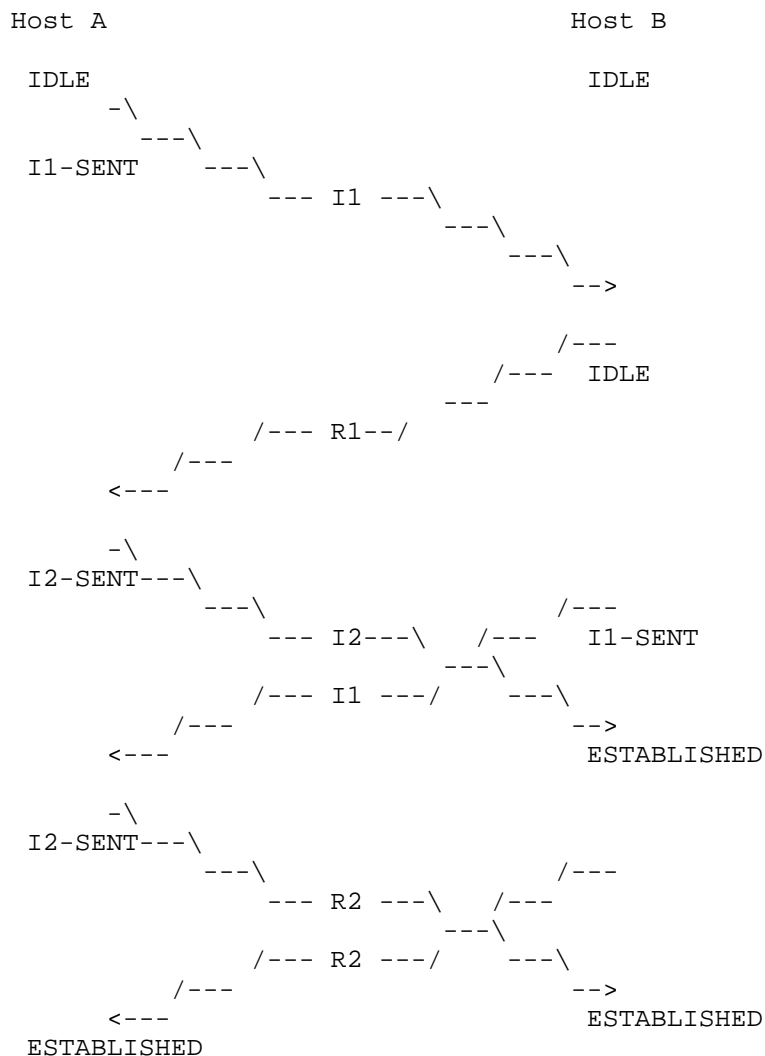 Host A                              Host B
IDLE                                IDLE
-\
---\
I1-SENT    ---\
--- I1 ---\
---\
---\
-->
/---
/---  IDLE
---
/--- R1--/
/---
<---
-\
I2-SENT---\
---\                   /---
--- I2---\   /---   I1-SENT
---\
/--- I1 ---/    ---\
/---                     -->
<---                          ESTABLISHED
-\
I2-SENT---\
---\                   /---
--- R2 ---\   /---
---\
/--- R2 ---/    ---\
/---                     -->
<---                          ESTABLISHED
ESTABLISHED